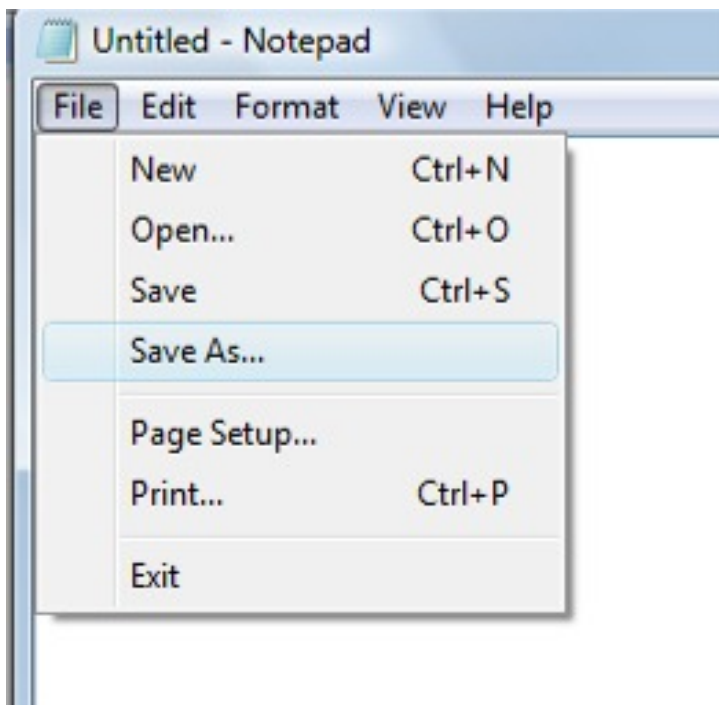 Untitled - Notepad
File Edit Format View Help
New Ctrl+N
Open... Ctrl+O
Save Ctrl+S
Save As...
Page Setup...
Print... Ctrl+P
Exit